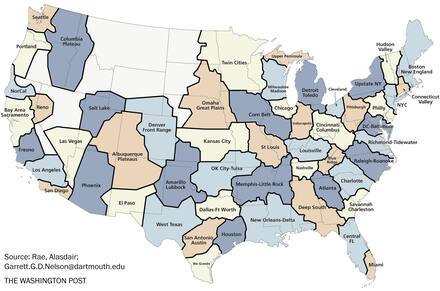 Seattle
Columbia
Plateau
Portland
NorCal
Bay Area
Sacramento
Reno
Fresno
Los Angeles
San Diego
Las Vegas
Salt Lake
Phoenix
Albuquerque
Plateaus
El Paso
Denver
Front Range
Amarillo
Lubbock
West Texas
Twin Cities
Omaha
Great Plains
Kansas City
OK City-Tulsa
Dallas-Ft Worth
San Antonio
Austin
Houston
Rio Grande
Upper Peninsula
Milwaukee
Madison
Corn Belt
Chicago
St Louis
Memphis-Little Rock
New Orleans-Delta
Detroit
Toledo
Cleveland
Indianapolis
Cincinnati
Columbus
Louisville
Nashville
Blue
Ridge
Atlanta
Deep South
Pittsburgh
Upstate NY
Hudson
Valley
Boston
New England
Connecticut
Valley
NYC
Philly
DC-Baltimore
Richmond-Tidewater
Raleigh-Roanoke
Charlotte
Savannah
Charleston
Central
FL
Miami
Source: Rae, Alasdair;
Garrett.G.D.Nelson@dartmouth.edu
THE WASHINGTON POST